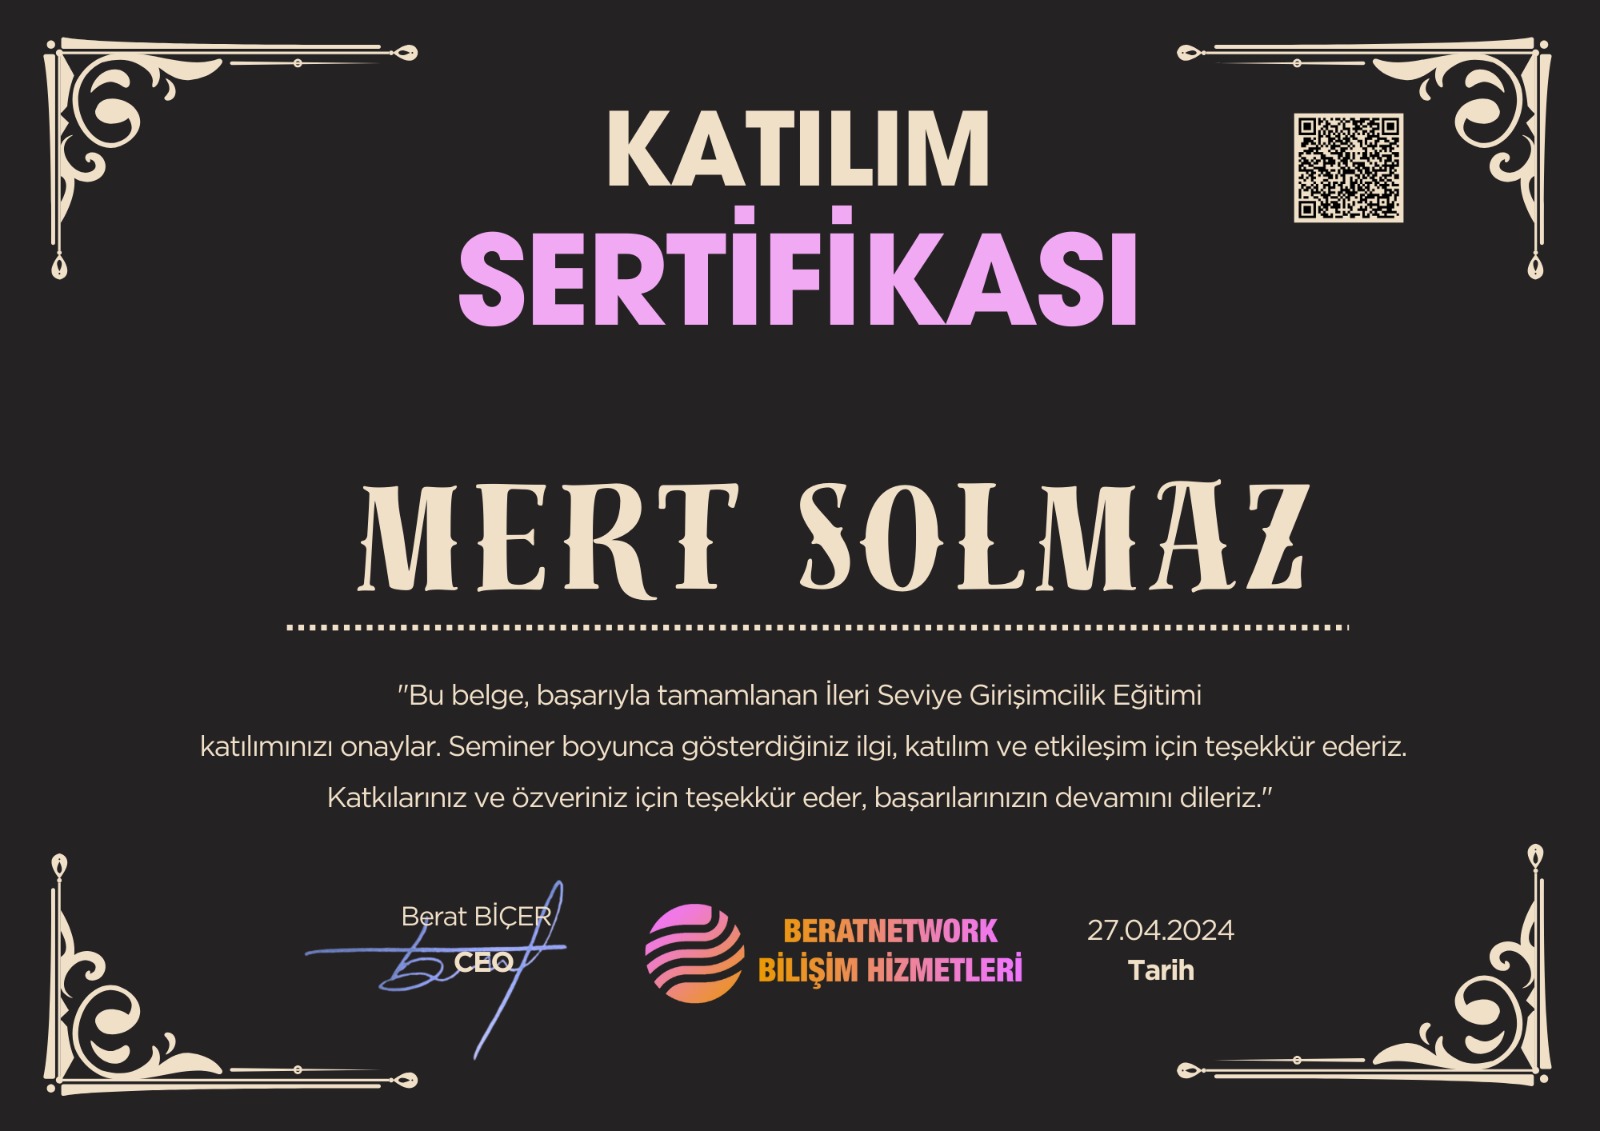 KATILIM
SERTİFİKASI
MERT SOLMAZ
"Bu belge, başarıyla tamamlanan İleri Seviye Girişimcilik Eğitimi
katılımınızı onaylar. Seminer boyunca gösterdiğiniz ilgi, katılım ve etkileşim için teşekkür ederiz.
Katkılarınız ve özveriniz için teşekkür eder, başarılarınızın devamını dileriz."
Berat BİÇER
CEO
BERATNETWORK
BİLİŞİM HİZMETLERİ
27.04.2024
Tarih